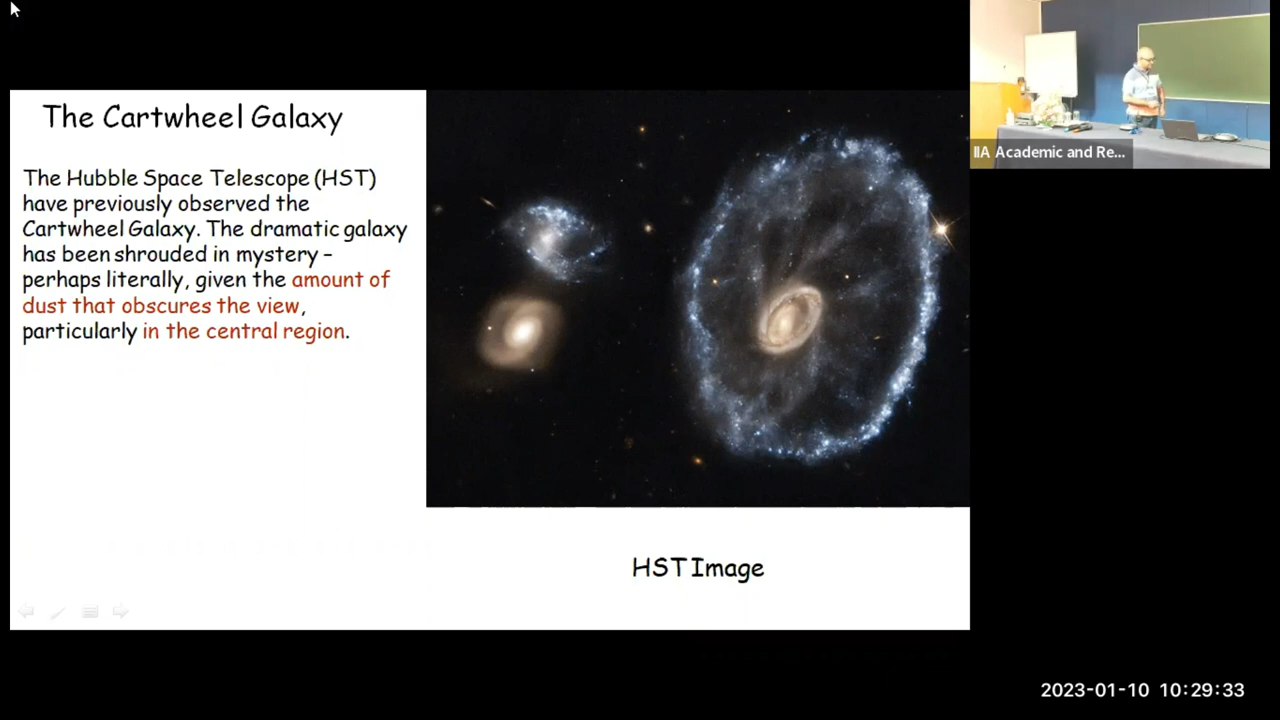 The Cartwheel Galaxy
The Hubble Space Telescope (HST)
have previously observed the
Cartwheel Galaxy. The dramatic galaxy
has been shrouded in mystery –
perhaps literally, given the amount of
dust that obscures the view,
particularly in the central region.
HST Image
IIA Academic and Re...
2023-01-10 10:29:33